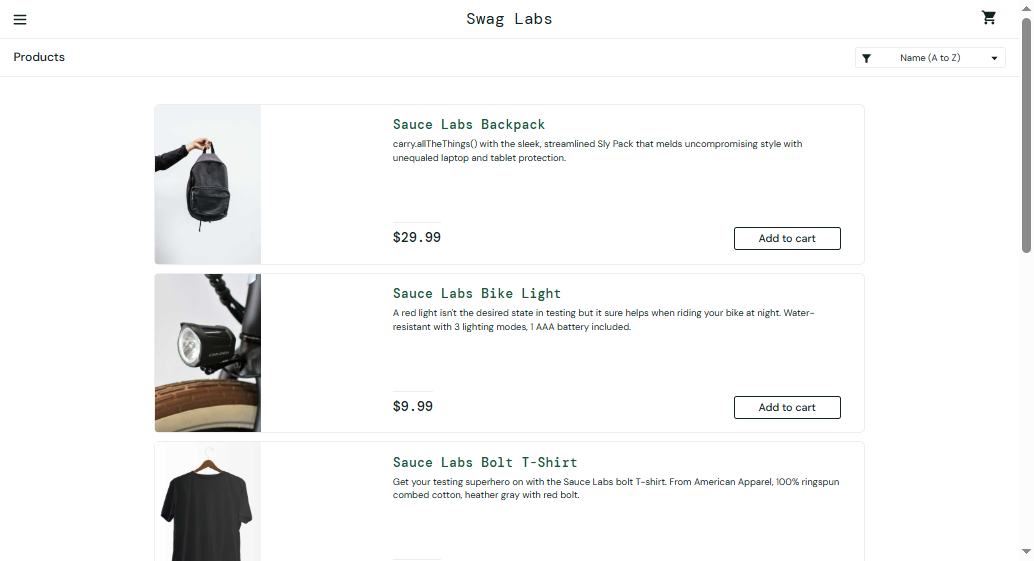 Swag Labs
Products
Name (A to Z)
Sauce Labs Backpack
carry.allTheThings() with the sleek, streamlined Sly Pack that melds uncompromising style with
unequaled laptop and tablet protection.
$29.99
Add to cart
Sauce Labs Bike Light
A red light isn't the desired state in testing but it sure helps when riding your bike at night. Water-
resistant with 3 lighting modes, 1 AAA battery included.
$9.99
Add to cart
Sauce Labs Bolt T-Shirt
Get your testing superhero on with the Sauce Labs bolt T-shirt. From American Apparel, 100% ringspun
combed cotton, heather gray with red bolt.